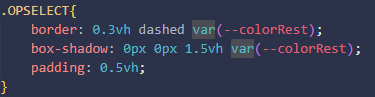 .OPSELECT{
border: 0.3vh dashed var(--colorRest);
box-shadow: 0px 0px 1.5vh var(--colorRest);
padding: 0.5vh;
}